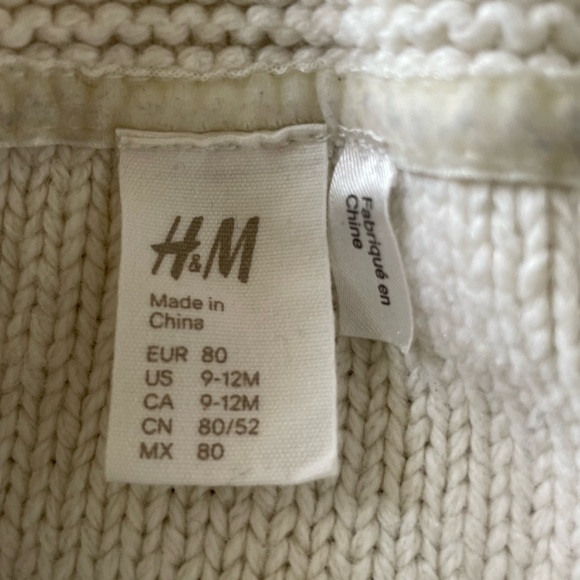 H&M
Made in
China
EUR 80
US 9-12M
CA 9-12M
CN 80/52
MX 80
Fabriqué en
Chine